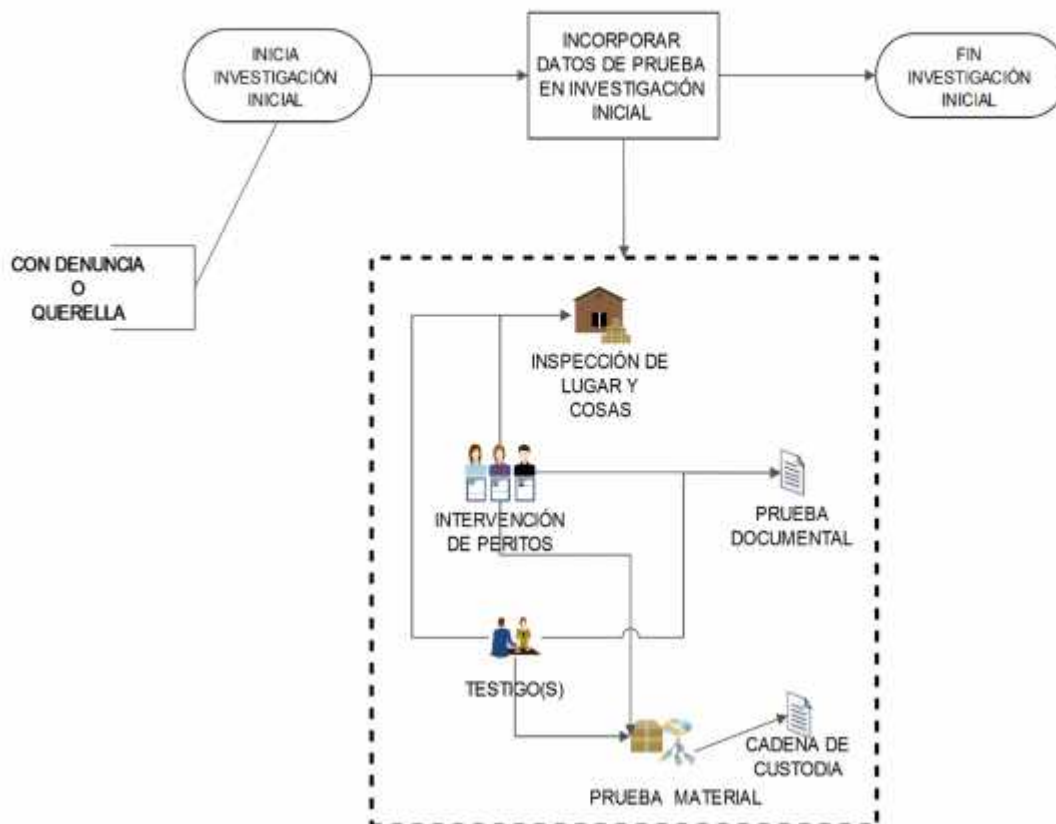 INICIA
INVESTIGACIÓN
INICIAL
INCORPORAR
DATOS DE PRUEBA
EN INVESTIGACIÓN
INICIAL
FIN
INVESTIGACIÓN
INICIAL
CON DENUNCIA
O
QUERELLA
INSPECCIÓN DE
LUGAR Y
COSAS
INTERVENCIÓN
DE PERITOS
PRUEBA
DOCUMENTAL
TESTIGO(S)
CADENA DE
CUSTODIA
PRUEBA MATERIAL